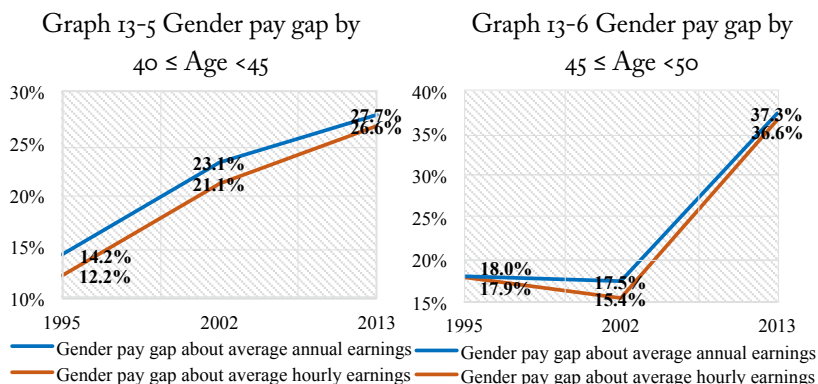 Graph 13-5 Gender pay gap by
40 ≤ Age <45
30%
25%
20%
15%
10%
27.7%
26.6%
23.1%
21.1%
14.2%
12.2%
1995 2002 2013
Gender pay gap about average annual earnings
Gender pay gap about average hourly earnings
Graph 13-6 Gender pay gap by
45 ≤ Age <50
40%
35%
30%
25%
20%
15%
37.3%
36.6%
18.0%
17.9%
17.5%
15.4%
1995 2002 2013
Gender pay gap about average annual earnings
Gender pay gap about average hourly earnings